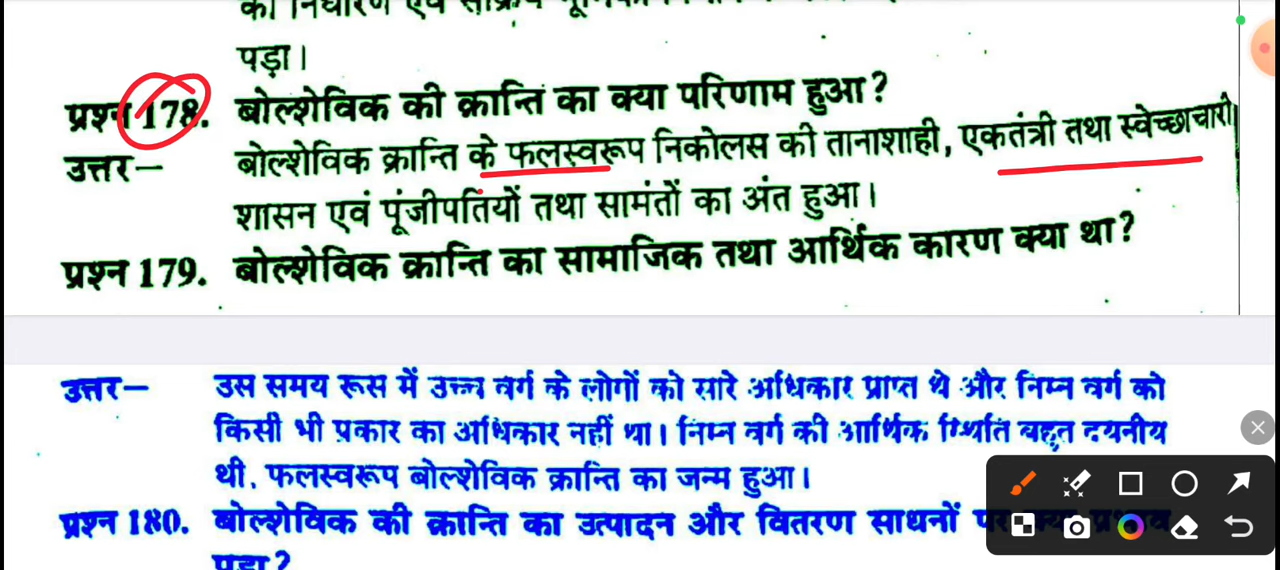 पड़ा।
प्रश्न 178. बोल्शेविक की क्रान्ति का क्या परिणाम हुआ?
उत्तर— बोल्शेविक क्रान्ति के फलस्वरूप निकोलस की तानाशाही, एकतंत्री तथा स्वेच्छाचारी
शासन एवं पूंजीपतियों तथा सामंतों का अंत हुआ।
प्रश्न 179. बोल्शेविक क्रान्ति का सामाजिक तथा आर्थिक कारण क्या था?
उत्तर— उस समय रूस में उच्च वर्ग के लोगों को सारे अधिकार प्राप्त थे और निम्न वर्ग को
किसी भी प्रकार का अधिकार नहीं था। निम्न वर्ग की आर्थिक स्थिति बहुत दयनीय
थी, फलस्वरूप बोल्शेविक क्रान्ति का जन्म हुआ।
प्रश्न 180. बोल्शेविक की क्रान्ति का उत्पादन और वितरण साधनों
पड़ा?